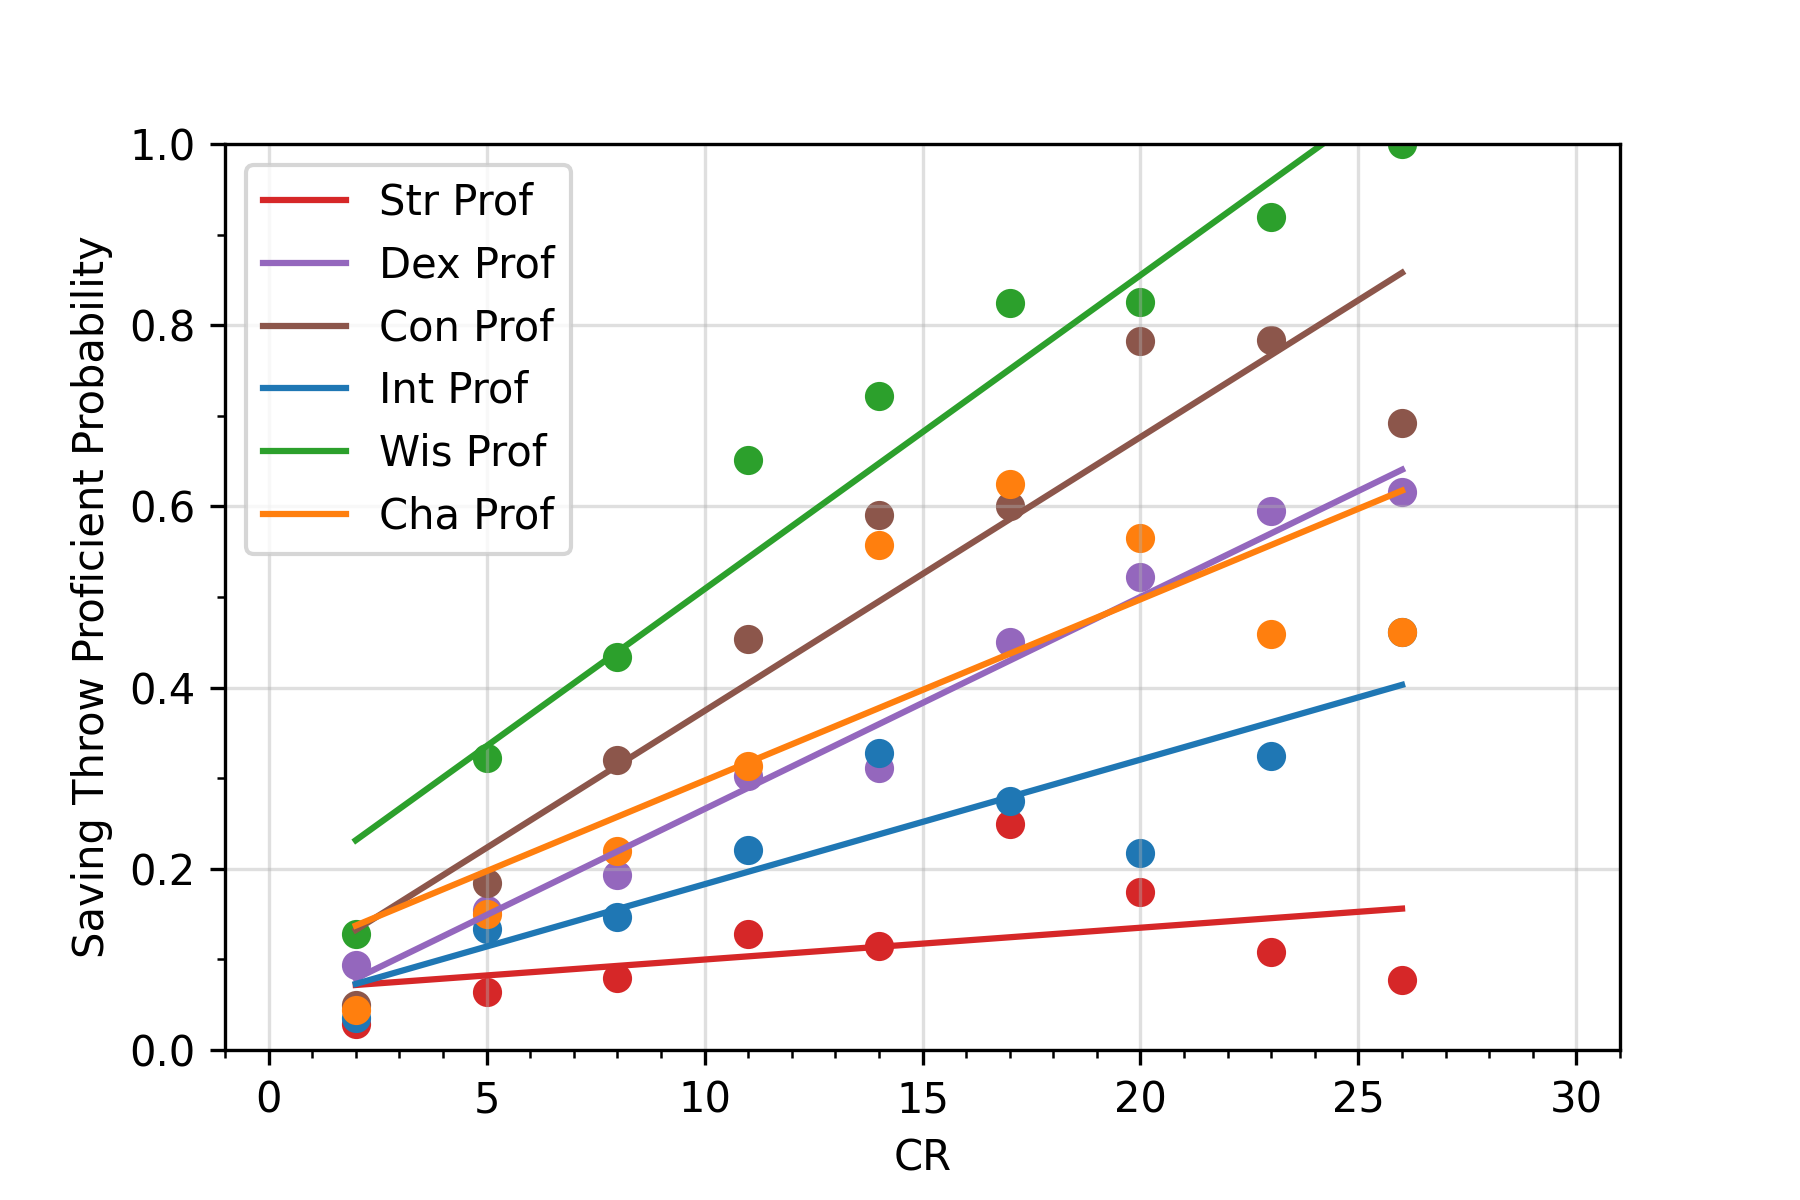 1.0
0.8
0.6
0.4
0.2
0.0
Saving Throw Proficient Probability
Str Prof
Dex Prof
Con Prof
Int Prof
Wis Prof
Cha Prof
0 5 10 15 20 25 30
CR